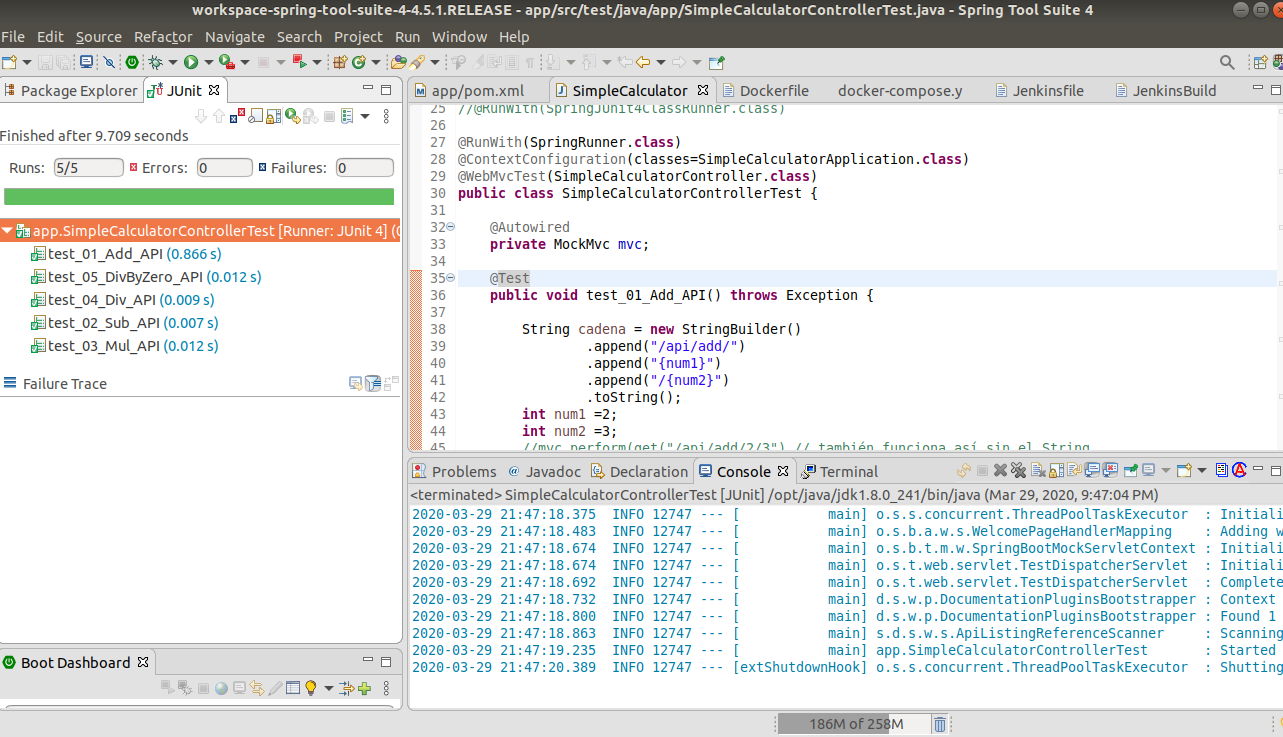 workspace-spring-tool-suite-4-4.5.1.RELEASE - app/src/test/java/app/SimpleCalculatorControllerTest.java - Spring Tool Suite 4
File Edit Source Refactor Navigate Search Project Run Window Help
Package Explorer JUnit
Finished after 9.709 seconds
Runs: 5/5 Errors: 0 Failures: 0
app.SimpleCalculatorControllerTest [Runner: JUnit 4] (0
test_01_Add_API (0.866 s)
test_05_DivByZero_API (0.012 s)
test_04_Div_API (0.009 s)
test_02_Sub_API (0.007 s)
test_03_Mul_API (0.012 s)
Failure Trace
Boot Dashboard
app/pom.xml SimpleCalculator Dockerfile docker-compose.y Jenkinsfile JenkinsBuild
25 //@RunWith(SpringJUnit4ClassRunner.class)
26
27 @RunWith(SpringRunner.class)
28 @ContextConfiguration(classes=SimpleCalculatorApplication.class)
29 @WebMvcTest(SimpleCalculatorController.class)
30 public class SimpleCalculatorControllerTest {
31
32 @Autowired
33 private MockMvc mvc;
34
35 @Test
36 public void test_01_Add_API() throws Exception {
37
38 String cadena = new StringBuilder()
39 .append("/api/add/")
40 .append("{num1}")
41 .append("/{num2}")
42 .toString();
43 int num1 =2;
44 int num2 =3;
45 //mvc.perform(get("/api/add/2/3") // también funciona así sin el String
Problems Javadoc Declaration Console Terminal
<terminated> SimpleCalculatorControllerTest [JUnit] /opt/java/jdk1.8.0_241/bin/java (Mar 29, 2020, 9:47:04 PM)
2020-03-29 21:47:18.375 INFO 12747 --- [ main] o.s.s.concurrent.ThreadPoolTaskExecutor : Initiali
2020-03-29 21:47:18.483 INFO 12747 --- [ main] o.s.b.a.w.s.WelcomePageHandlerMapping : Adding w
2020-03-29 21:47:18.674 INFO 12747 --- [ main] o.s.b.t.m.w.SpringBootMockServletContext : Initiali
2020-03-29 21:47:18.674 INFO 12747 --- [ main] o.s.t.web.servlet.TestDispatcherServlet : Initiali
2020-03-29 21:47:18.692 INFO 12747 --- [ main] o.s.t.web.servlet.TestDispatcherServlet : Complete
2020-03-29 21:47:18.732 INFO 12747 --- [ main] d.s.w.p.DocumentationPluginsBootstrapper : Context
2020-03-29 21:47:18.800 INFO 12747 --- [ main] d.s.w.p.DocumentationPluginsBootstrapper : Found 1
2020-03-29 21:47:18.863 INFO 12747 --- [ main] s.d.s.w.s.ApiListingReferenceScanner : Scanning
2020-03-29 21:47:19.235 INFO 12747 --- [ main] app.SimpleCalculatorControllerTest : Started
2020-03-29 21:47:20.389 INFO 12747 --- [extShutdownHook] o.s.s.concurrent.ThreadPoolTaskExecutor : Shutting
186M of 258M